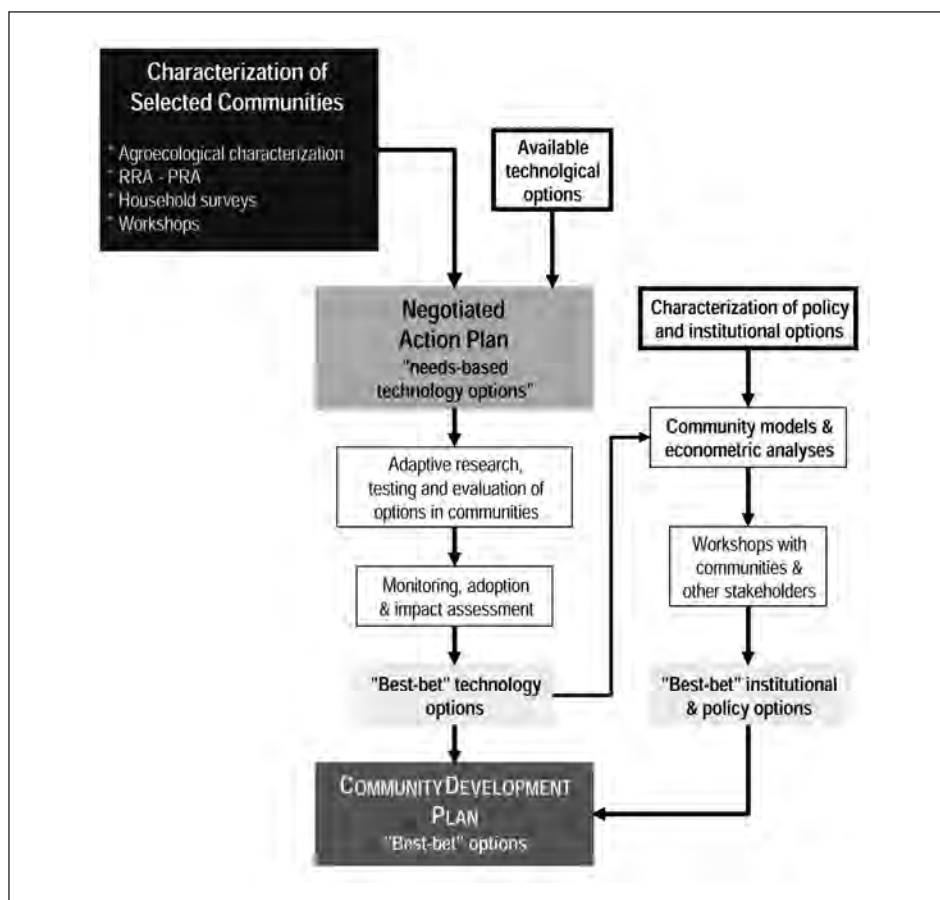 Characterization of
Selected Communities
* Agroecological characterization
* RRA - PRA
* Household surveys
* Workshops
Available
technolgical
options
Negotiated
Action Plan
"needs-based
technology options"
Characterization of policy
and institutional options
Community models &
econometric analyses
Adaptive research,
testing and evaluation of
options in communities
Workshops with
communities &
other stakeholders
Monitoring, adoption
& impact assessment
"Best-bet" technology
options
"Best-bet" institutional
& policy options
COMMUNITY DEVELOPMENT
PLAN
"Best-bet" options